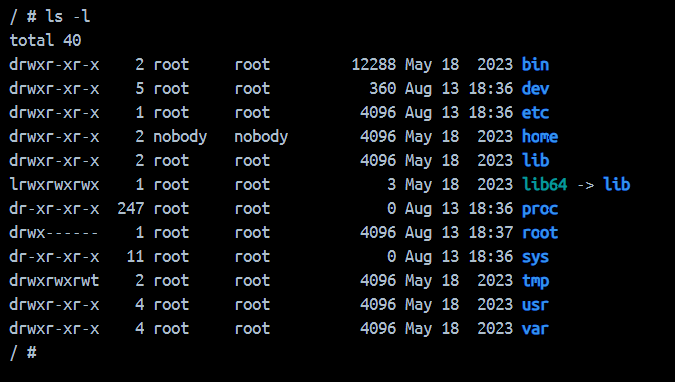 / # ls -l
total 40
drwxr-xr-x    2 root     root         12288 May 18  2023 bin
drwxr-xr-x    5 root     root           360 Aug 13 18:36 dev
drwxr-xr-x    1 root     root          4096 Aug 13 18:36 etc
drwxr-xr-x    2 nobody   nobody        4096 May 18  2023 home
drwxr-xr-x    2 root     root          4096 May 18  2023 lib
lrwxrwxrwx    1 root     root             3 May 18  2023 lib64 -> lib
dr-xr-xr-x  247 root     root             0 Aug 13 18:36 proc
drwx------    1 root     root          4096 Aug 13 18:37 root
dr-xr-xr-x   11 root     root             0 Aug 13 18:36 sys
drwxrwxrwt    2 root     root          4096 May 18  2023 tmp
drwxr-xr-x    4 root     root          4096 May 18  2023 usr
drwxr-xr-x    4 root     root          4096 May 18  2023 var
/ #